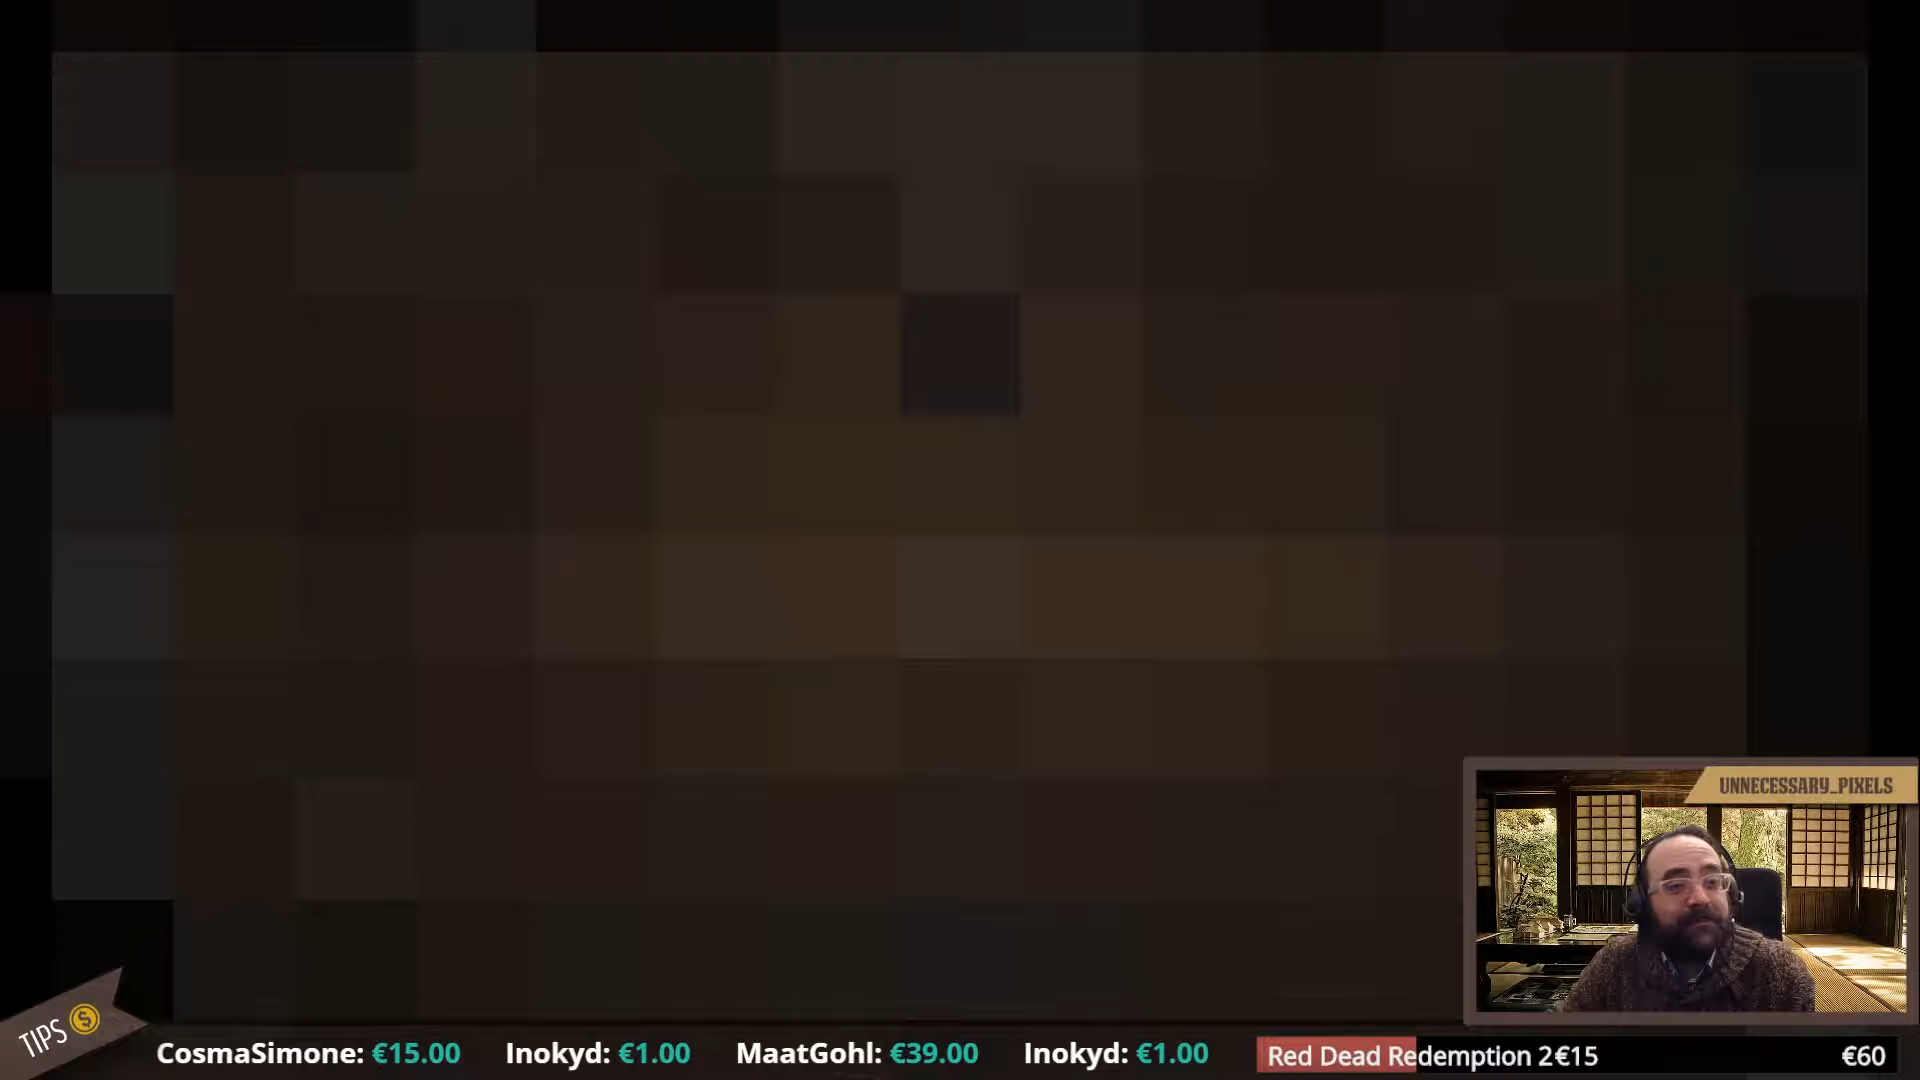 UNNECESSARY_PIXELS
TIPS
CosmaSimone: €15.00 Inokyd: €1.00 MaatGohl: €39.00 Inokyd: €1.00
Red Dead Redemption 2 €15 €60